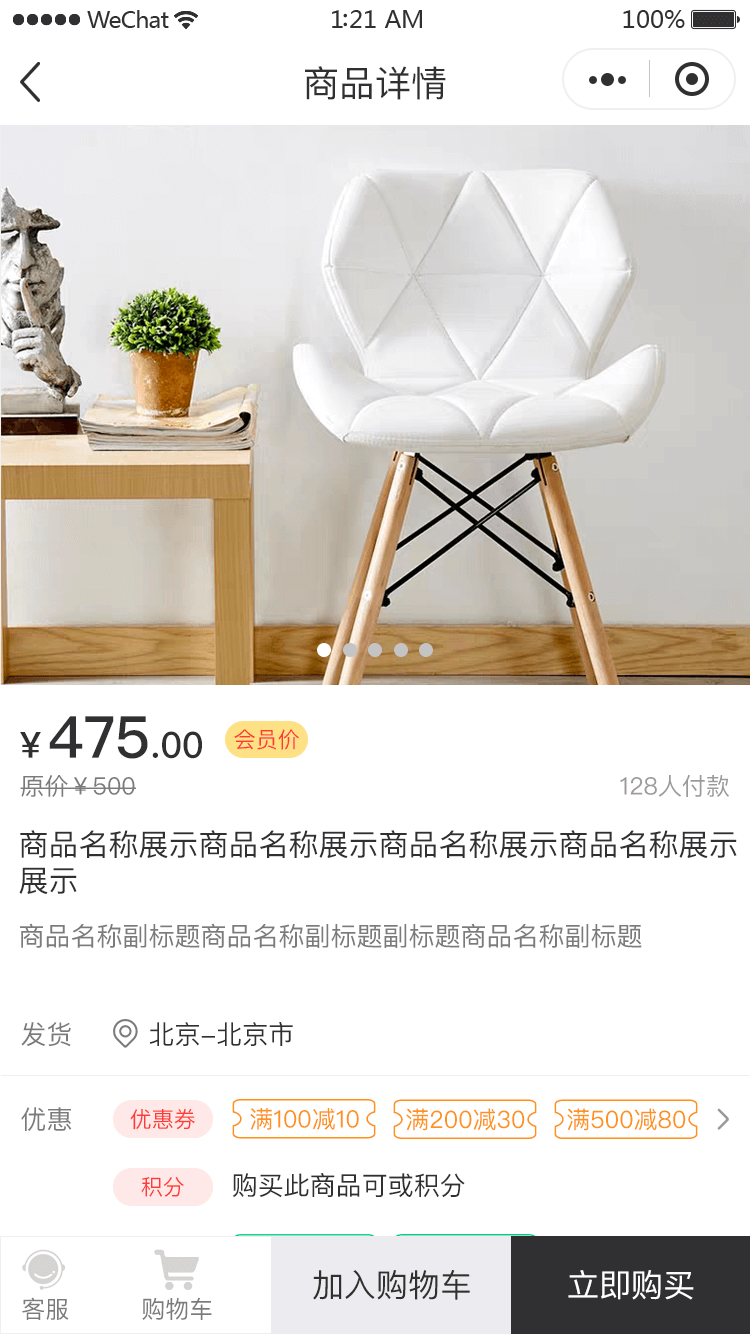 WeChat 1:21 AM 100%
商品详情
¥475.00 会员价
原价¥500 128人付款
商品名称展示商品名称展示商品名称展示商品名称展示
展示
商品名称副标题商品名称副标题副标题商品名称副标题
发货 北京–北京市
优惠 优惠券 满100减10 满200减30 满500减80
积分 购买此商品可或积分
客服 购物车 加入购物车 立即购买